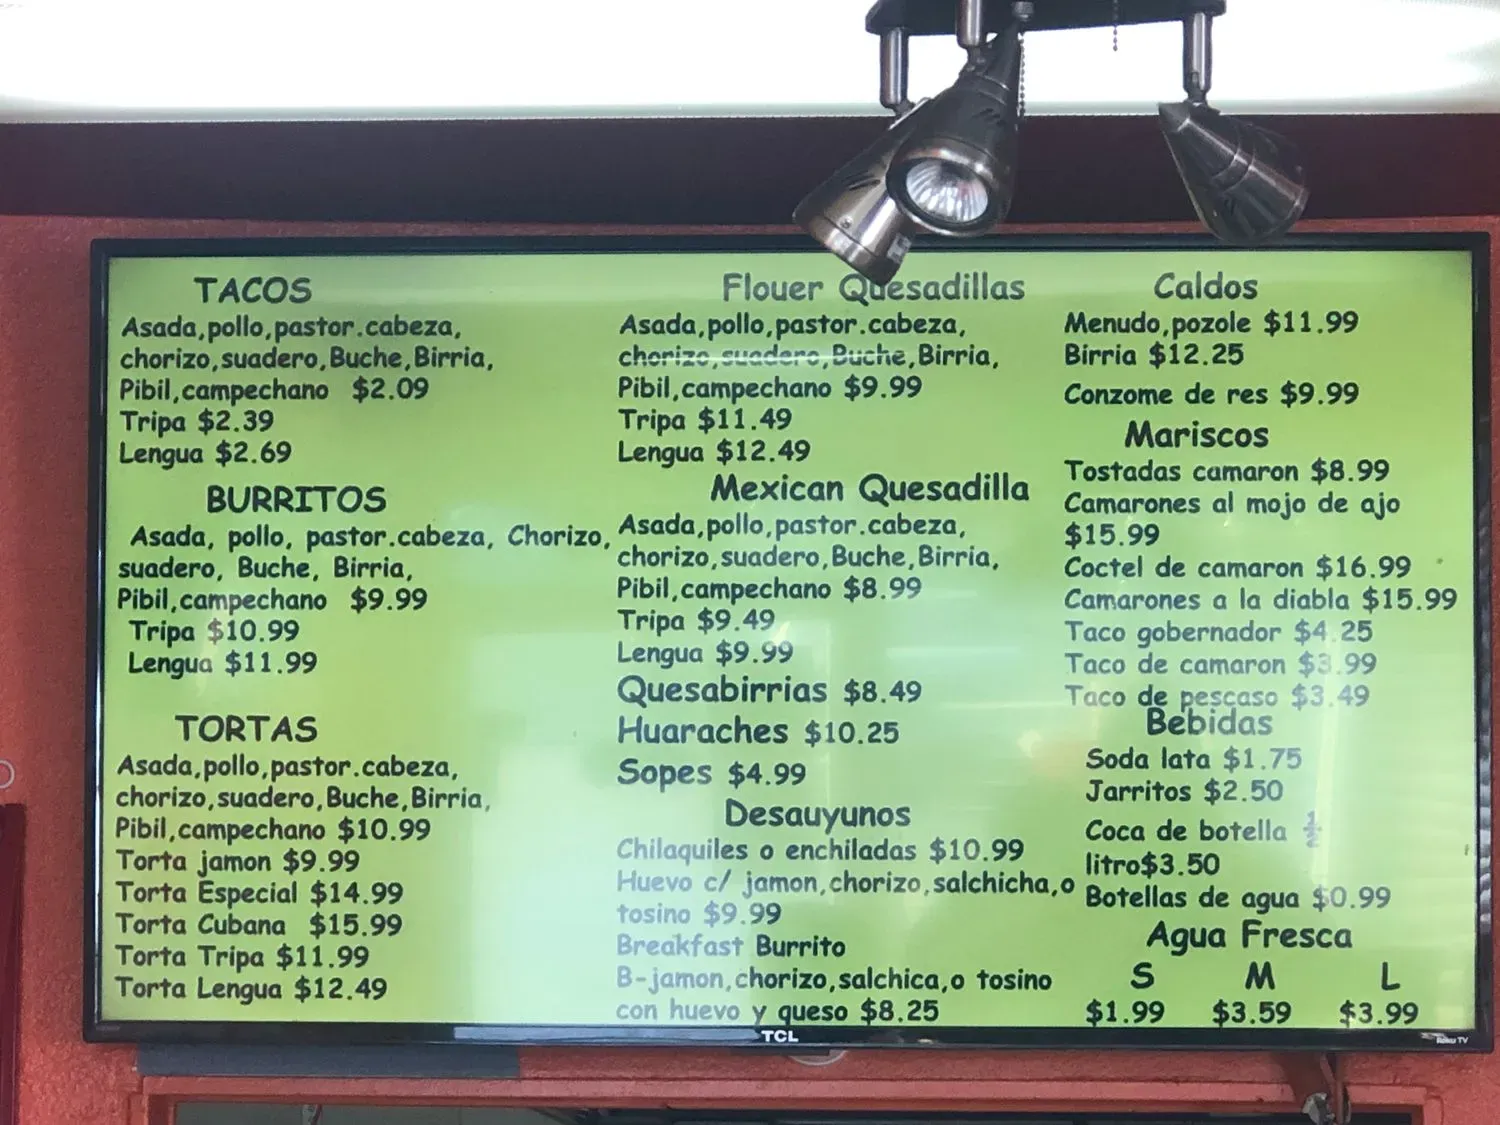 TACOS
Asada,pollo,pastor.cabeza,
chorizo,suadero,Buche,Birria,
Pibil,campechano $2.09
Tripa $2.39
Lengua $2.69
BURRITOS
Asada, pollo, pastor.cabeza, Chorizo,
suadero, Buche, Birria,
Pibil,campechano $9.99
Tripa $10.99
Lengua $11.99
TORTAS
Asada,pollo,pastor.cabeza,
chorizo,suadero,Buche,Birria,
Pibil,campechano $10.99
Torta jamon $9.99
Torta Especial $14.99
Torta Cubana $15.99
Torta Tripa $11.99
Torta Lengua $12.49
Flouer Quesadillas
Asada,pollo,pastor.cabeza,
chorizo,suadero,Buche,Birria,
Pibil,campechano $9.99
Tripa $11.49
Lengua $12.49
Mexican Quesadilla
Asada,pollo,pastor.cabeza,
chorizo,suadero,Buche,Birria,
Pibil,campechano $8.99
Tripa $9.49
Lengua $9.99
Quesabirrias $8.49
Huaraches $10.25
Sopes $4.99
Desauyunos
Chilaquiles o enchiladas $10.99
Huevo c/ jamon,chorizo,salchicha,o
tosino $9.99
Breakfast Burrito
B-jamon,chorizo,salchica,o tosino
con huevo y queso $8.25
Caldos
Menudo,pozole $11.99
Birria $12.25
Conzome de res $9.99
Mariscos
Tostadas camaron $8.99
Camarones al mojo de ajo
$15.99
Coctel de camaron $16.99
Camarones a la diabla $15.99
Taco gobernador $4.25
Taco de camaron $3.99
Taco de pescaso $3.49
Bebidas
Soda lata $1.75
Jarritos $2.50
Coca de botella ½
litro$3.50
Botellas de agua $0.99
Agua Fresca
S M L
$1.99 $3.59 $3.99
TCL
Roku TV